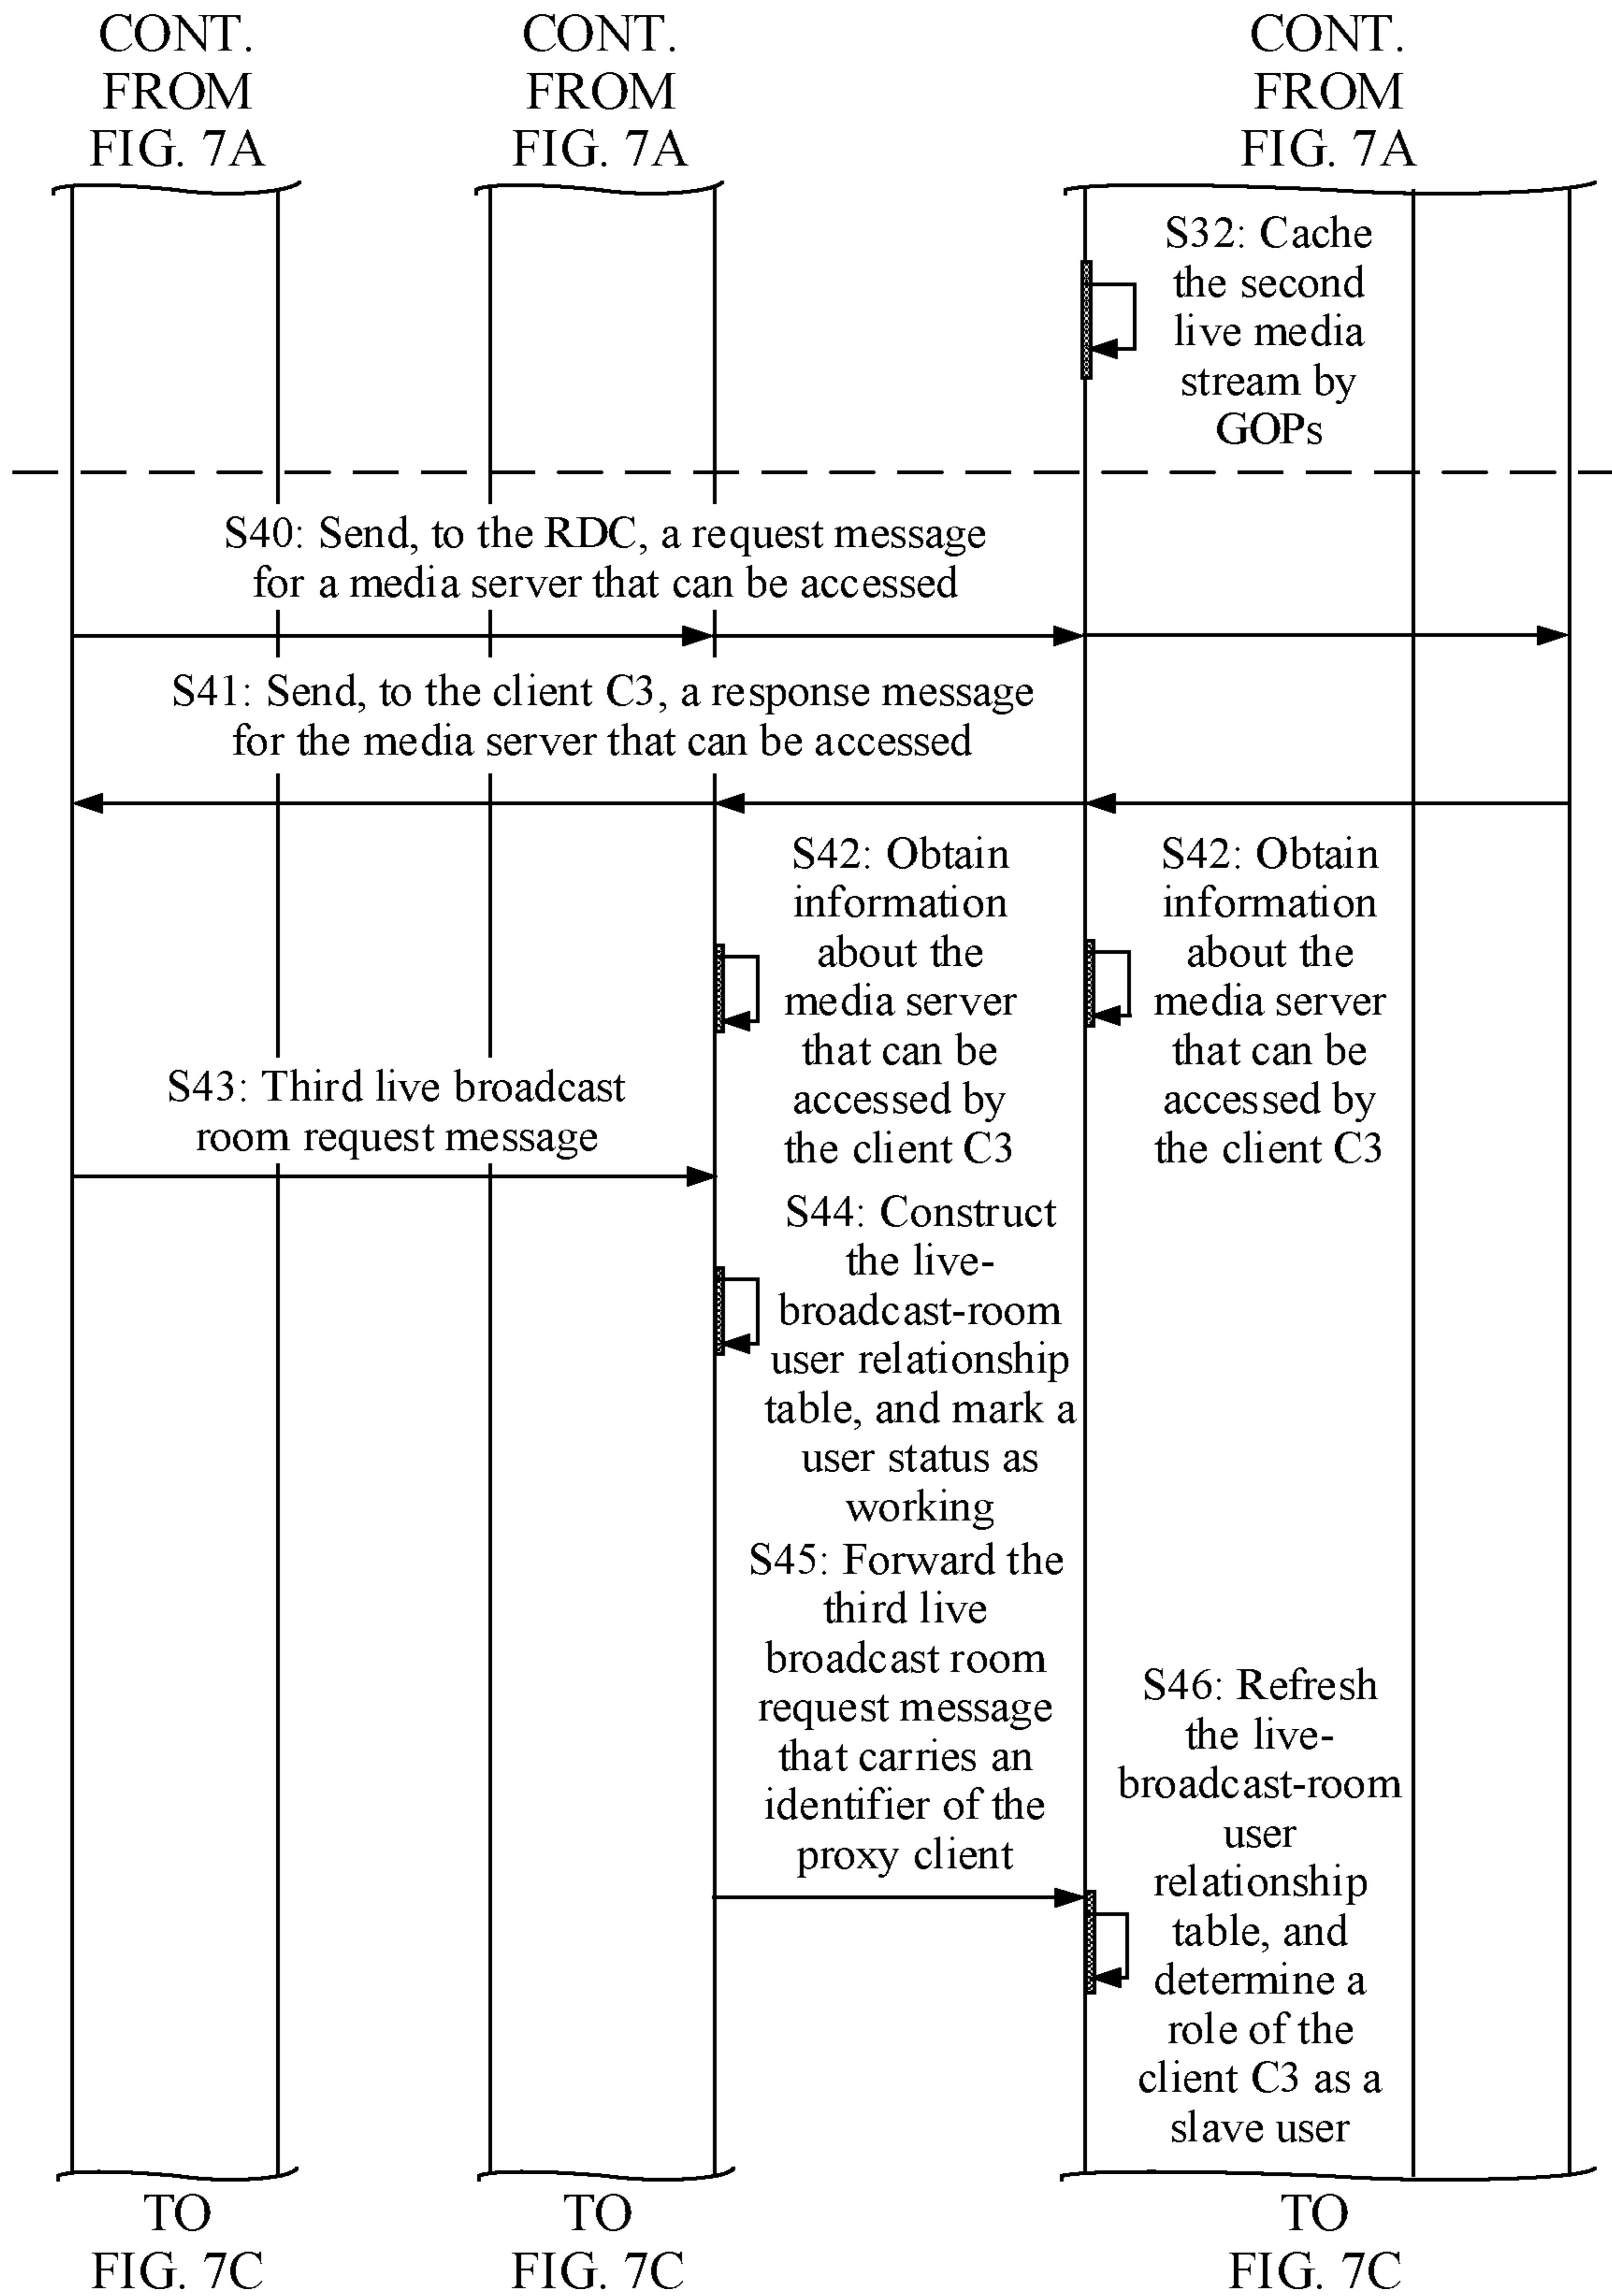 CONT.
FROM
FIG. 7A
CONT.
FROM
FIG. 7A
CONT.
FROM
FIG. 7A
S32: Cache
the second
live media
stream by
GOPs
S40: Send, to the RDC, a request message
for a media server that can be accessed
S41: Send, to the client C3, a response message
for the media server that can be accessed
S42: Obtain
information
about the
media server
that can be
accessed by
the client C3
S42: Obtain
information
about the
media server
that can be
accessed by
the client C3
S43: Third live broadcast
room request message
S44: Construct
the live-
broadcast-room
user relationship
table, and mark a
user status as
working
S45: Forward the
third live
broadcast room
request message
that carries an
identifier of the
proxy client
S46: Refresh
the live-
broadcast-room
user
relationship
table, and
determine a
role of the
client C3 as a
slave user
TO
FIG. 7C
TO
FIG. 7C
TO
FIG. 7C